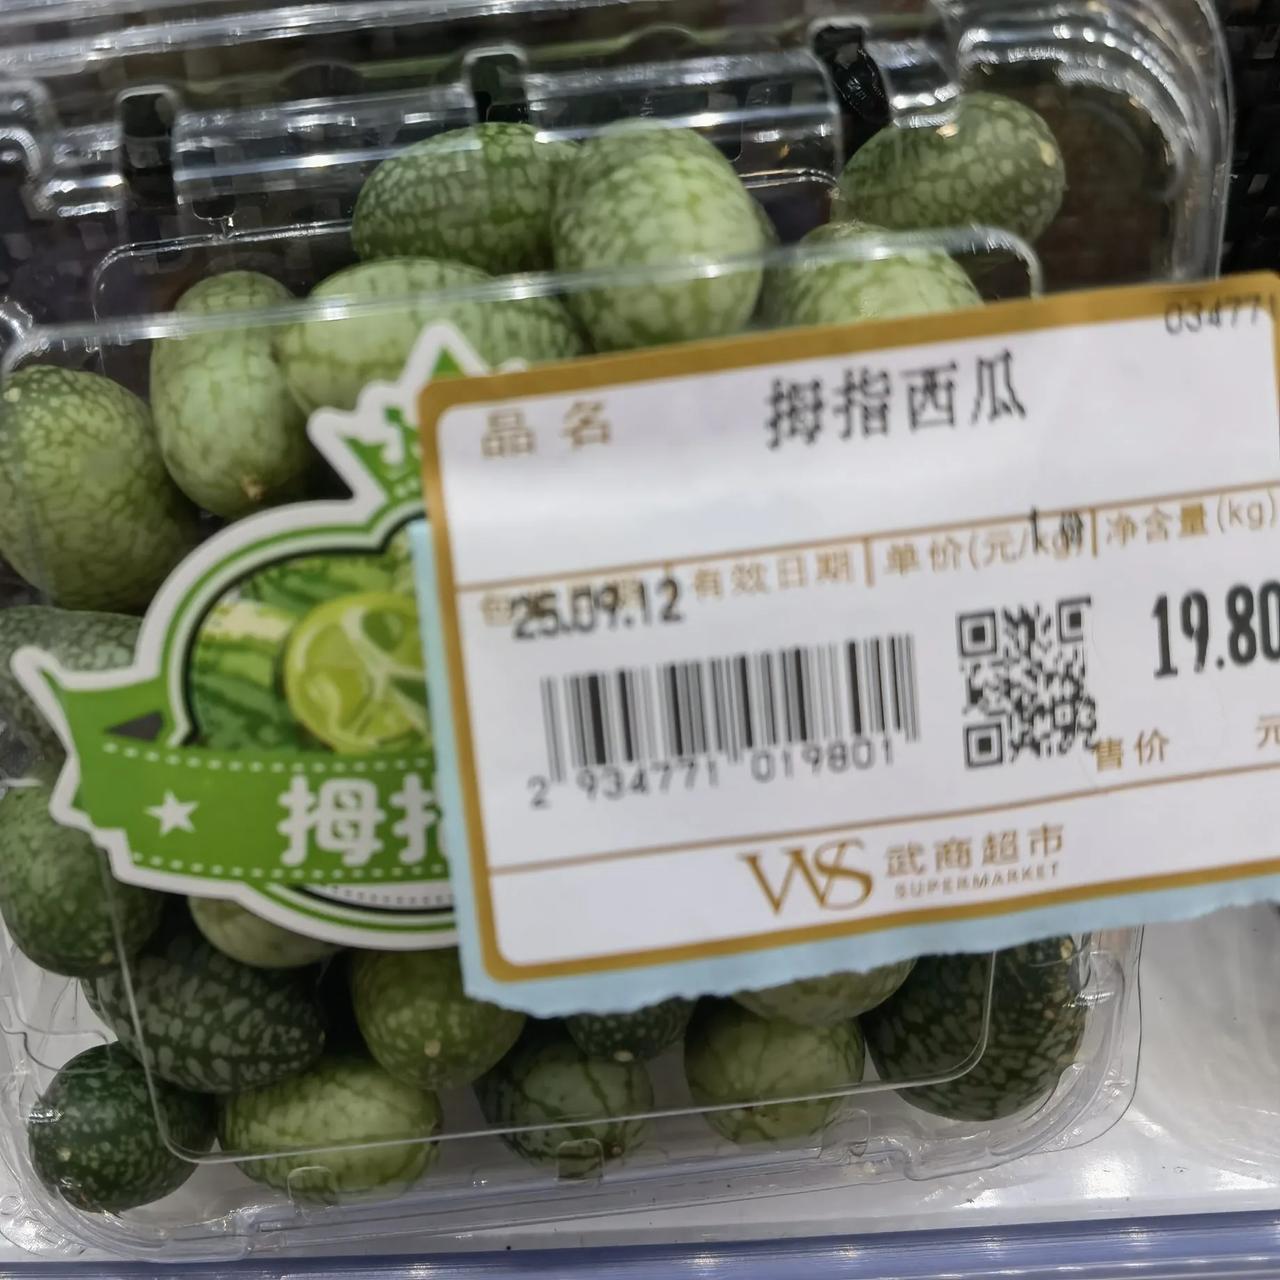 034771
品名 拇指西瓜
有效日期 单价(元/kg) 净含量(kg)
25.09.12
19.80
2 934771 019801
售价 元
WS 武商超市
SUPERMARKET
拇指